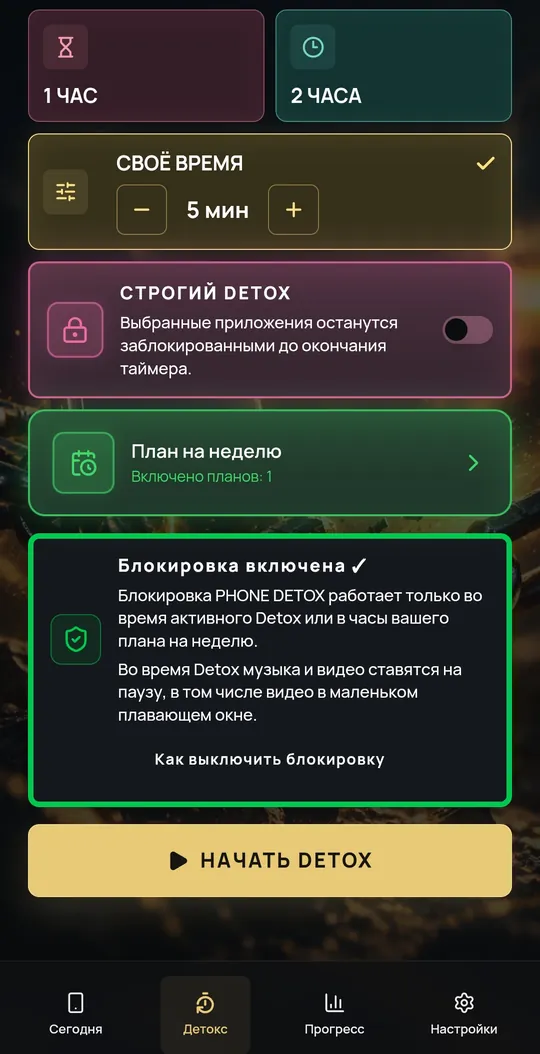 1 ЧАС
2 ЧАСА
СВОЁ ВРЕМЯ
5 мин
СТРОГИЙ DETOX
Выбранные приложения останутся
заблокированными до окончания
таймера.
План на неделю
Включено планов: 1
Блокировка включена ✓
Блокировка PHONE DETOX работает только во
время активного Detox или в часы вашего
плана на неделю.
Во время Detox музыка и видео ставятся на
паузу, в том числе видео в маленьком
плавающем окне.
Как выключить блокировку
НАЧАТЬ DETOX
Сегодня
Детокс
Прогресс
Настройки